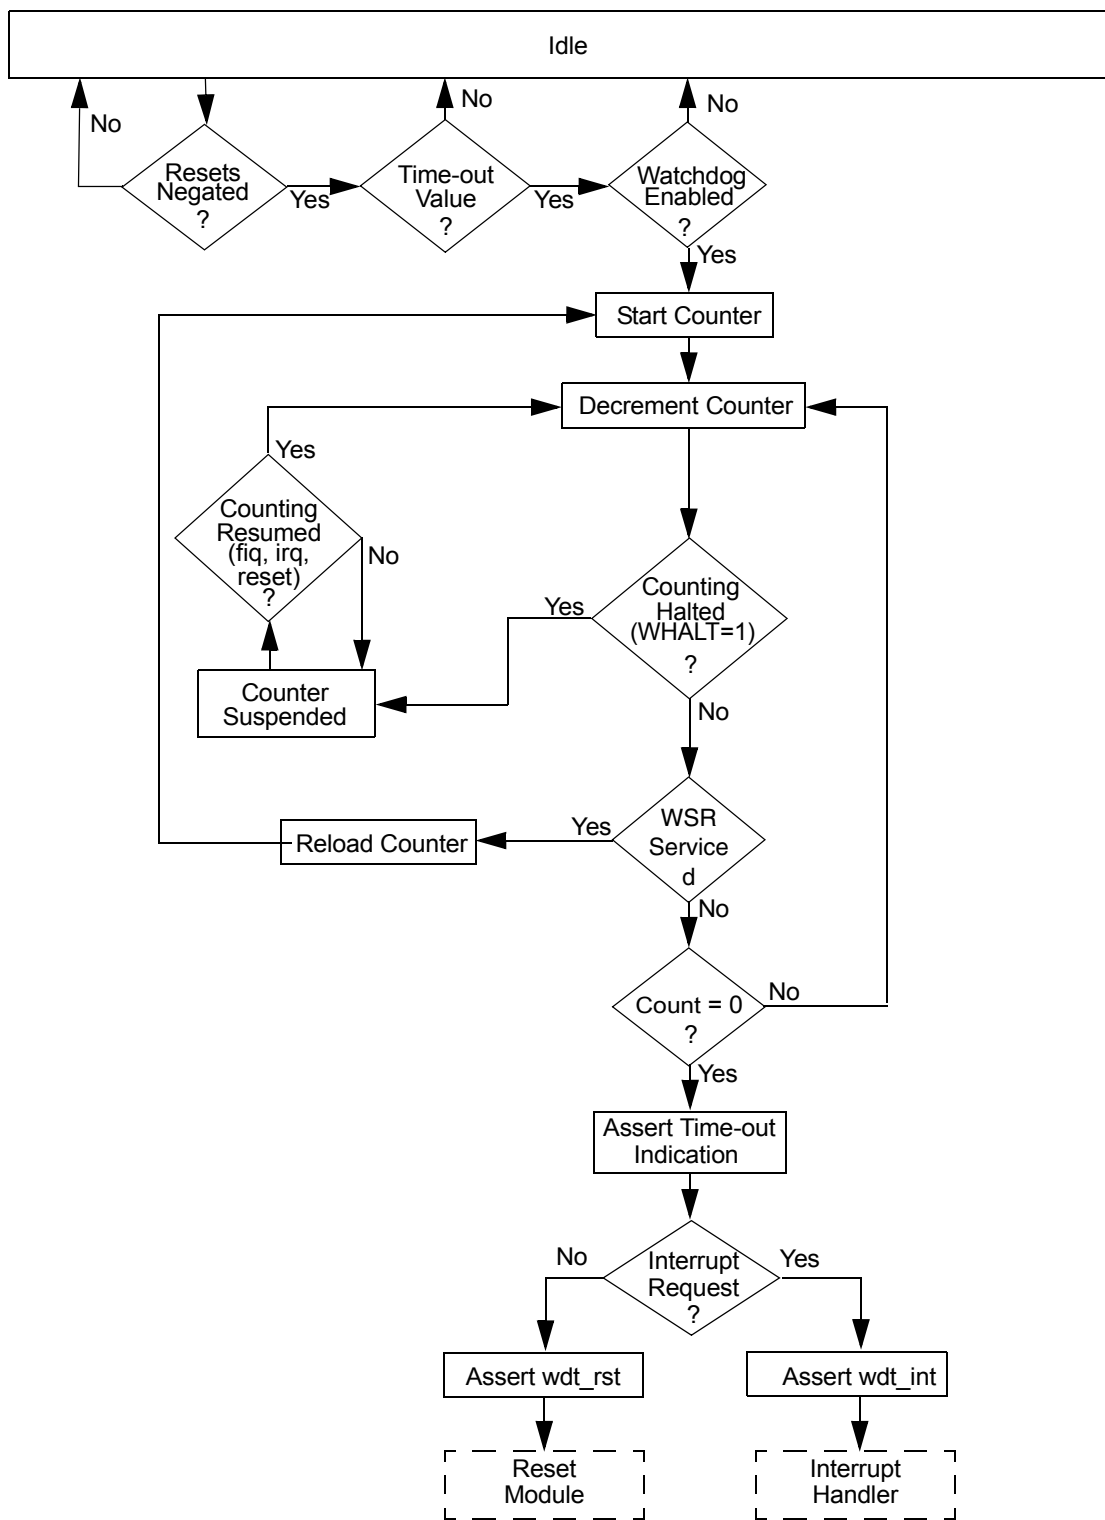 Idle
No
No
No
Resets
Negated
?
Yes
Time-out
Value
?
Yes
Watchdog
Enabled
?
Yes
Start Counter
Decrement Counter
Yes
Counting
Resumed
(fiq, irq,
reset)
?
No
Counting
Halted
(WHALT=1)
?
Yes
No
Counter
Suspended
WSR
Service
d
Yes
No
Reload Counter
Count = 0
?
No
Yes
Assert Time-out
Indication
Interrupt
Request
?
No
Yes
Assert wdt_rst
Assert wdt_int
Reset
Module
Interrupt
Handler